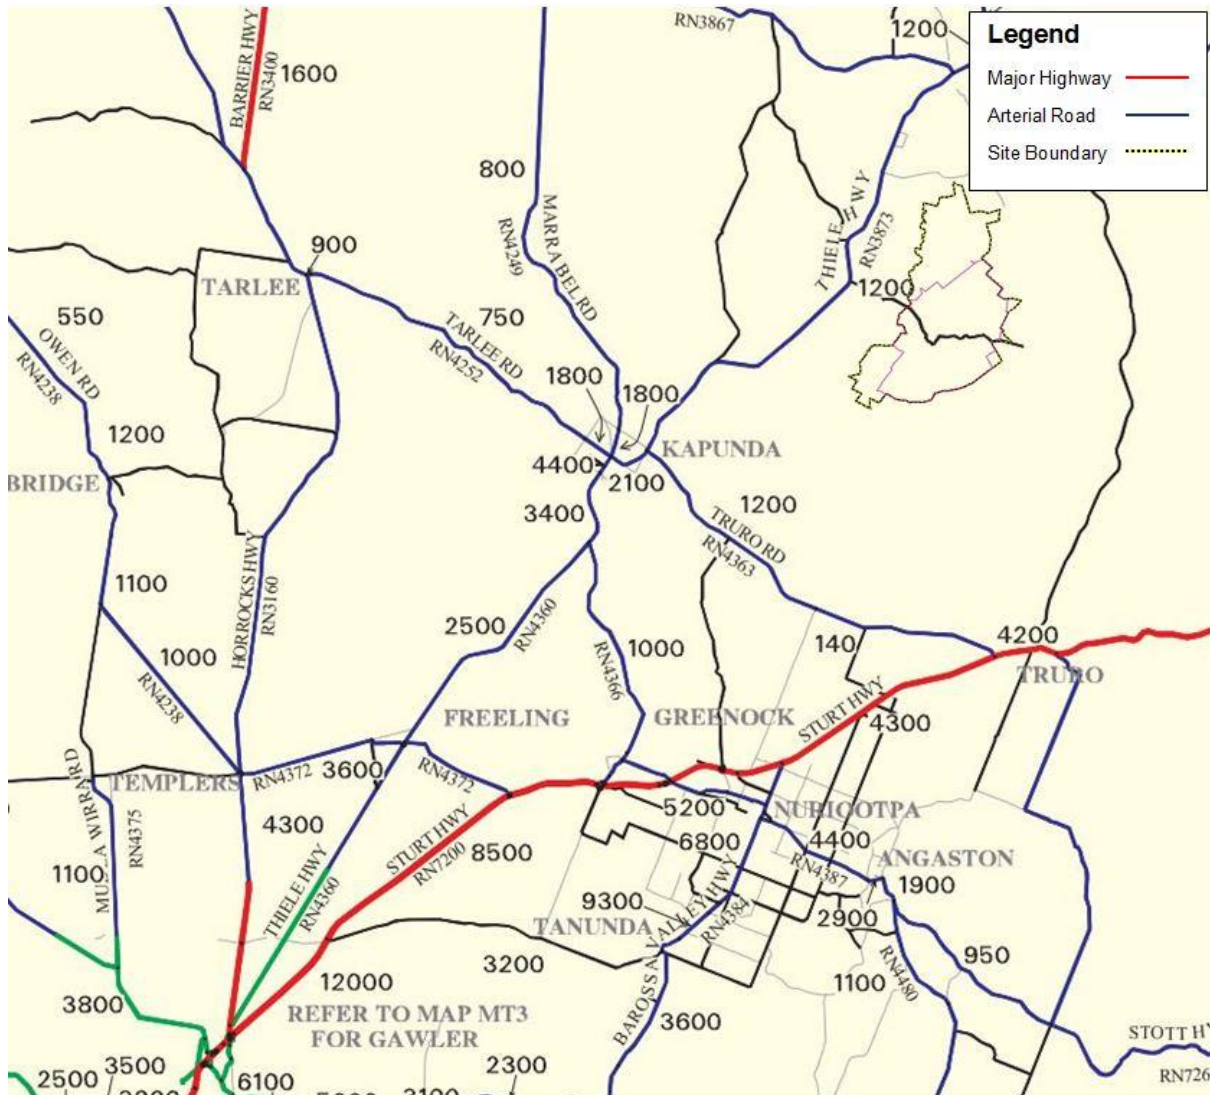 RN3867
1200
Legend
Major Highway
Arterial Road
Site Boundary
BARRIER HWY
RN3400
1600
800
MARRABEL RD
RN4249
THIELE HWY
RN3873
900
TARLEE
1200
550
OWEN RD
RN4238
750
TARLEE RD
RN4252
1800
1800
1200
KAPUNDA
BRIDGE
4400
2100
3400
1200
TRURO RD
RN4363
1100
HORROCKS HWY
RN3160
2500
RN4360
1000
RN4238
1000
RN4366
140
4200
TRURO
FREELING
GREENOCK
STURT HWY
4300
TEMPLERS
RN4372
3600
RN4372
RN4375
4300
5200
NURIOOTPA
6800
4400
RN4387
STURT HWY
RN7200
8500
ANGASTON
1100
THIELE HWY
RN4360
1900
9300
TANUNDA
BAROSSA VALLEY HWY
RN4384
2900
950
3200
12000
1100
RN4480
3800
REFER TO MAP MT3
FOR GAWLER
3600
STOTT H
RN726
3500
2500
6100
2300
3100